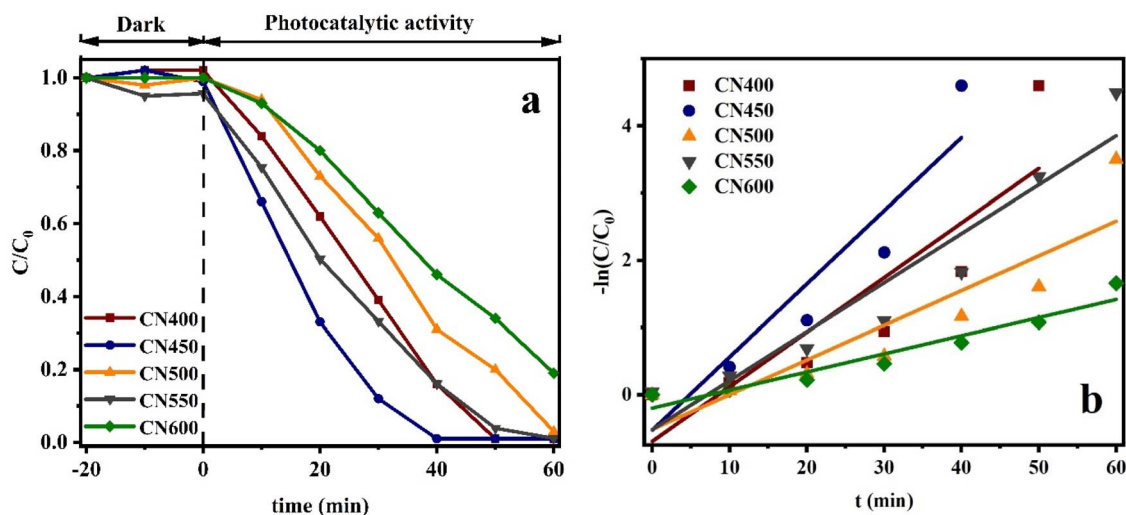 Dark Photocatalytic activity
a
1.0
0.8
0.6
0.4
0.2
0.0
C/C0
CN400
CN450
CN500
CN550
CN600
-20 0 20 40 60
time (min)
CN400
CN450
CN500
CN550
CN600
4
2
0
-ln(C/C0)
b
0 10 20 30 40 50 60
t (min)